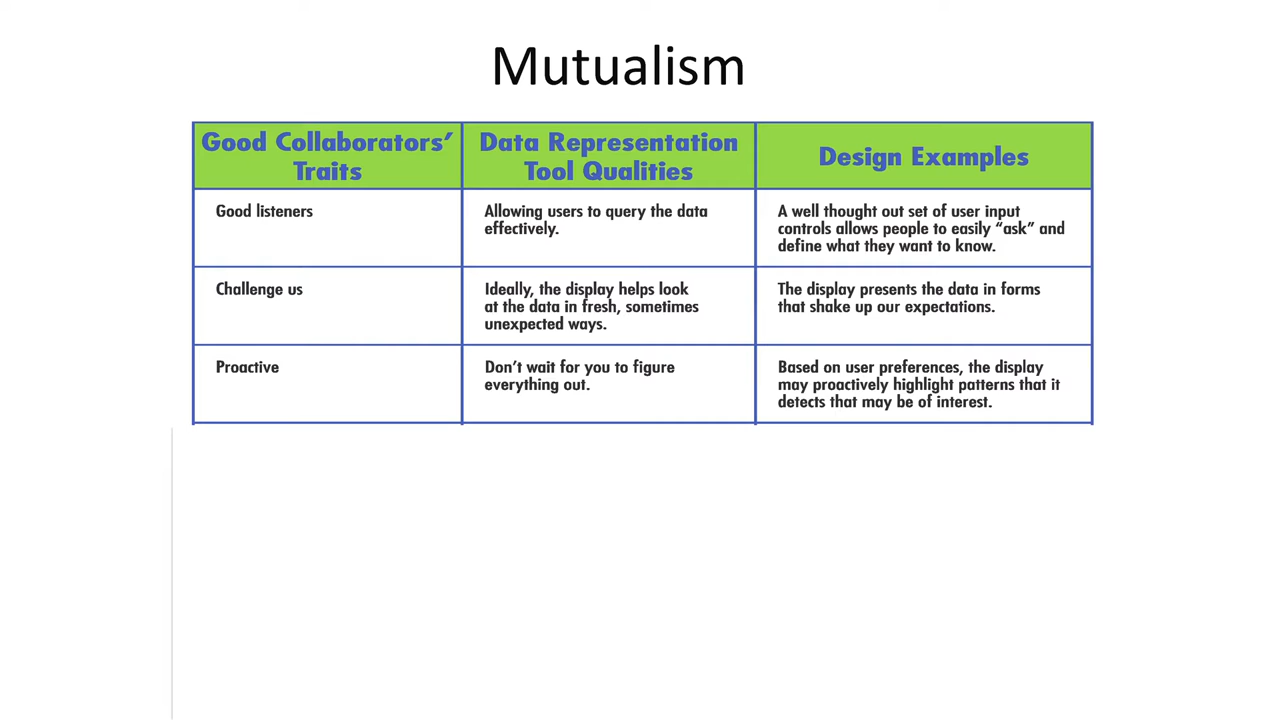 Mutualism
Good Collaborators’
Traits
Data Representation
Tool Qualities
Design Examples
Good listeners
Allowing users to query the data
effectively.
A well thought out set of user input
controls allows people to easily “ask” and
define what they want to know.
Challenge us
Ideally, the display helps look
at the data in fresh, sometimes
unexpected ways.
The display presents the data in forms
that shake up our expectations.
Proactive
Don’t wait for you to figure
everything out.
Based on user preferences, the display
may proactively highlight patterns that it
detects that may be of interest.